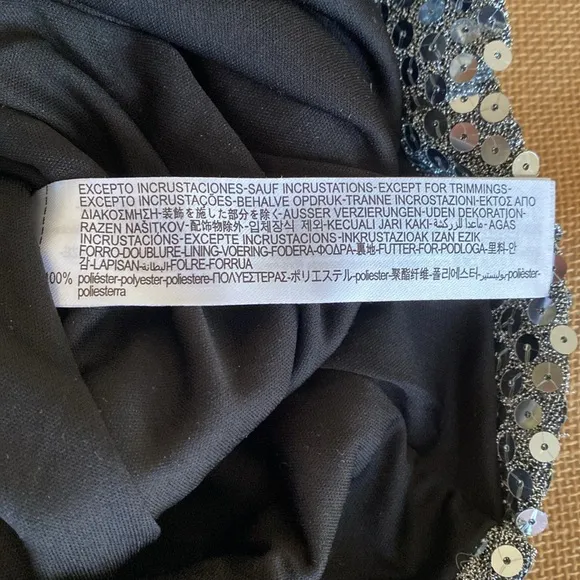 EXCEPTO INCRUSTACIONES-SAUF INCRUSTATIONS-EXCEPT FOR TRIMMINGS-
EXCEPTO INCRUSTAÇÕES-BEHALVE OPDRUK-TRANNE INCROSTAZIONI-ΕΚΤΟΣ ΑΠΟ
ΔΙΑΚΟΣΜΗΣΗ-装飾を施した部分を除く-AUSSER VERZIERUNGEN-UDEN DEKORATION-
RAZEN NAŠITKOV-配饰物除外-입체장식 제외-KECUALI JARI KAKI-ماعدا الزركشة-AGÁS
INCRUSTACIÓNS-EXCEPTE INCRUSTACIONS-INKRUSTAZIOAK IZAN EZIK
FORRO-DOUBLURE-LINING-VOERING-FODERA-ΦΟΔΡΑ-裏地-FUTTER-FOR-PODLOGA-里料-안
감-LAPISAN-البطانة-FOLRE-FORRUA
100% poliéster-polyester-poliestere-ΠΟΛΥΕΣΤΕΡΑΣ-ポリエステル-poliester-聚酯纤维-폴리에스터-بوليستير-poliéster-
poliesterra